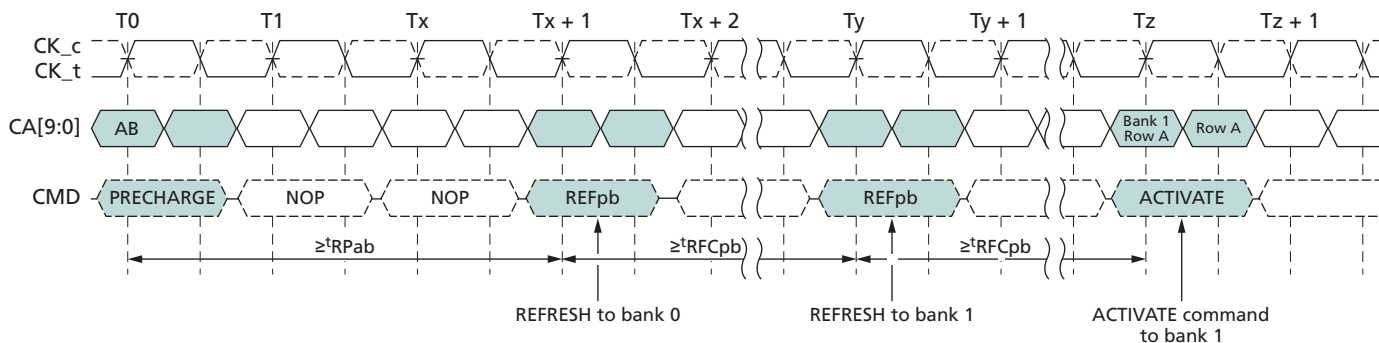 T0 T1 Tx Tx + 1 Tx + 2 Ty Ty + 1 Tz Tz + 1
CK_c
CK_t
CA[9:0] AB Bank 1 Row A Row A
CMD PRECHARGE NOP NOP REFpb REFpb ACTIVATE
≥tRPab ≥tRFCpb ≥tRFCpb
REFRESH to bank 0 REFRESH to bank 1 ACTIVATE command
to bank 1